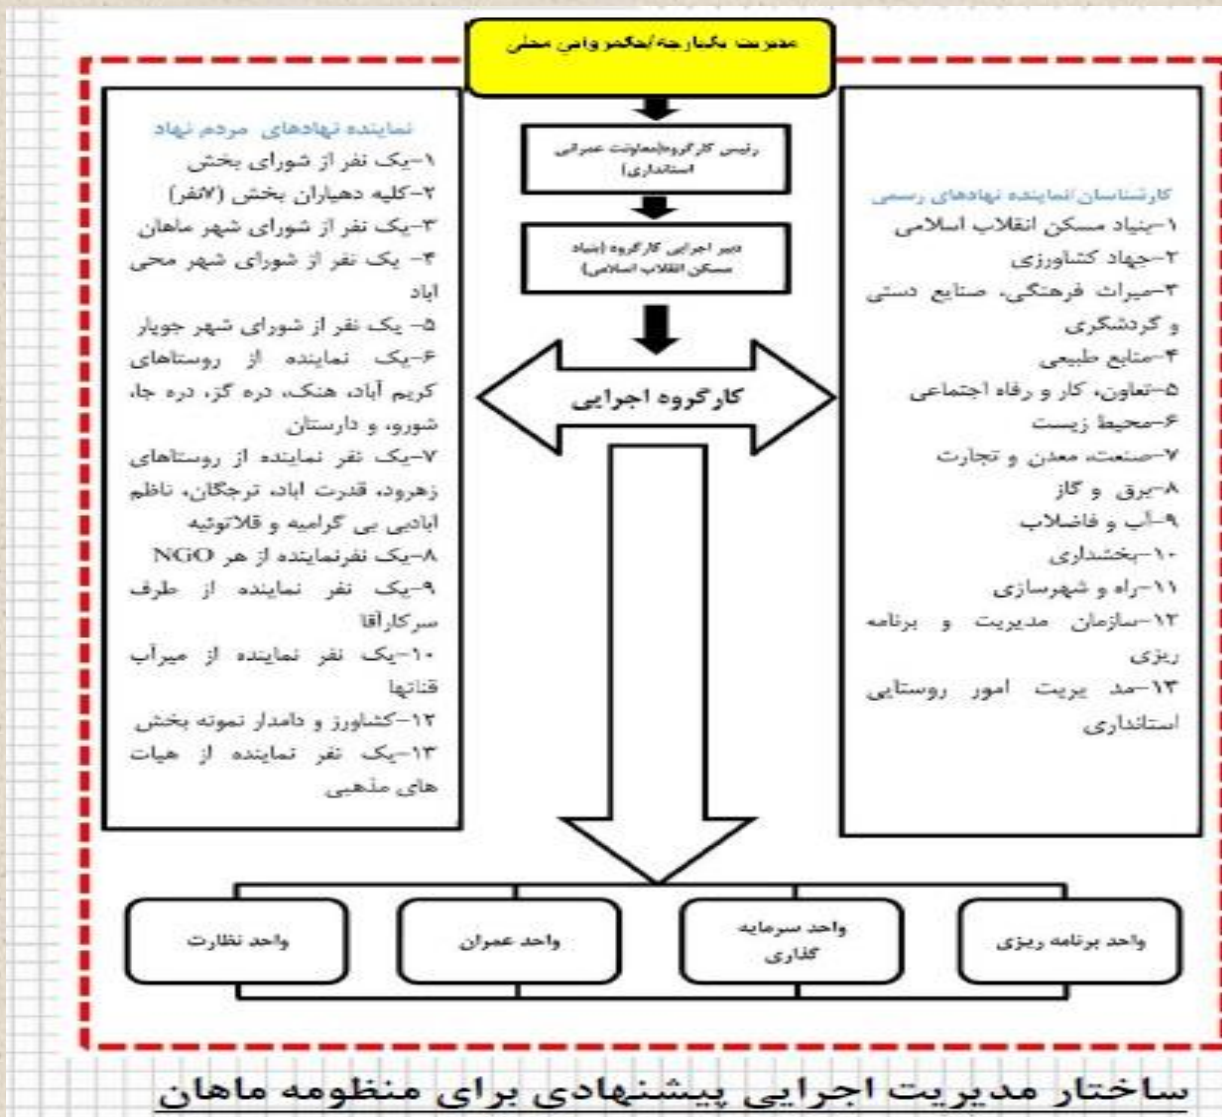 مدیریت یکپارچه/حکمروایی محلی
رئیس کارگروه(معاونت عمرانی
استانداری)
دبیر اجرایی کارگروه (بنیاد
مسکن انقلاب اسلامی)
کارگروه اجرایی
کارشناسان/نماینده نهادهای رسمی
۱-بنیاد مسکن انقلاب اسلامی
۲-جهاد کشاورزی
۳-میراث فرهنگی، صنایع دستی
و گردشگری
۴-منابع طبیعی
۵-تعاون، کار و رفاه اجتماعی
۶-محیط زیست
۷-صنعت، معدن و تجارت
۸-برق و گاز
۹-آب و فاضلاب
۱۰-بخشداری
۱۱-راه و شهرسازی
۱۲-سازمان مدیریت و برنامه
ریزی
۱۳-مد یریت امور روستایی
استانداری
نماینده نهادهای مردم نهاد
۱-یک نفر از شورای بخش
۲-کلیه دهیاران بخش (۷نفر)
۳-یک نفر از شورای شهر ماهان
۴- یک نفر از شورای شهر محی
اباد
۵- یک نفر از شورای شهر جوپار
۶-یک نماینده از روستاهای
کریم آباد، هنک، دره گز، دره جا،
شورو، و دارستان
۷-یک نفر نماینده از روستاهای
زهرود، قدرت اباد، ترجگان، ناظم
ابادبی بی گرامیه و قلاتوئیه
۸-یک نفرنماینده از هر NGO
۹-یک نفر نماینده از طرف
سرکارآقا
۱۰-یک نفر نماینده از میرآب
قناتها
۱۲-کشاورز و دامدار نمونه بخش
۱۳-یک نفر نماینده از هیات
های مذهبی
واحد برنامه ریزی
واحد سرمایه
گذاری
واحد عمران
واحد نظارت
ساختار مدیریت اجرایی پیشنهادی برای منظومه ماهان